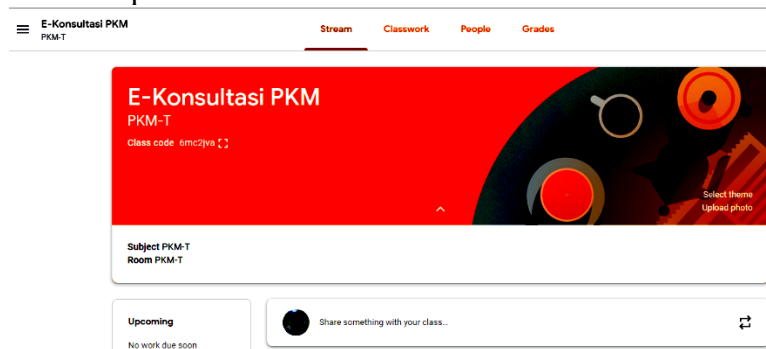 E-Konsultasi PKM
PKM-T
Stream Classwork People Grades
E-Konsultasi PKM
PKM-T
Class code 6mc2jva
Select theme
Upload photo
Subject PKM-T
Room PKM-T
Upcoming
No work due soon
Share something with your class...